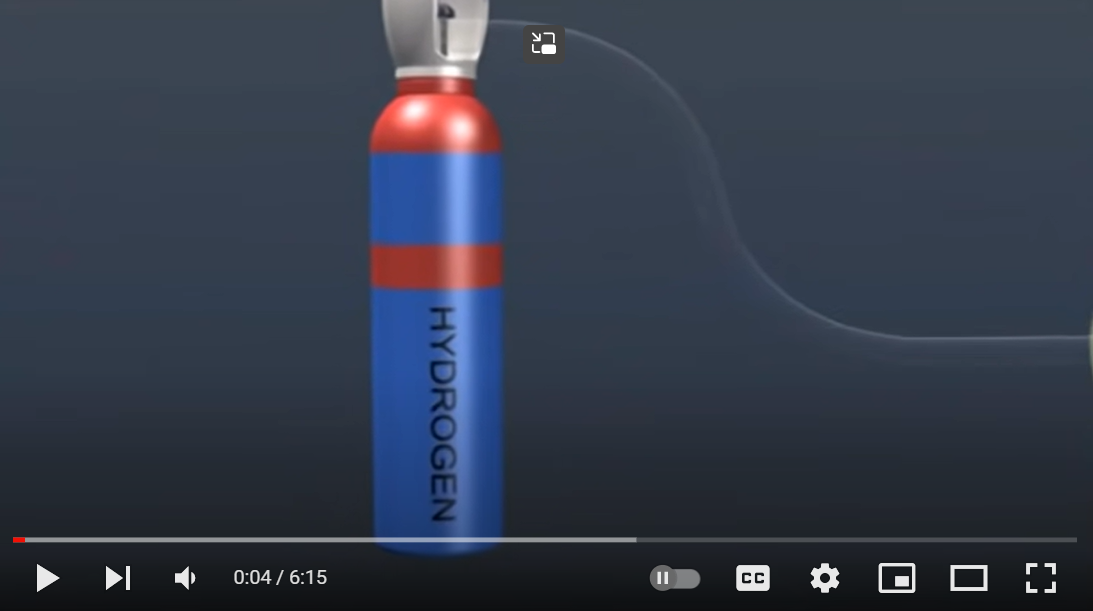 HYDROGEN
0:04 / 6:15
CC